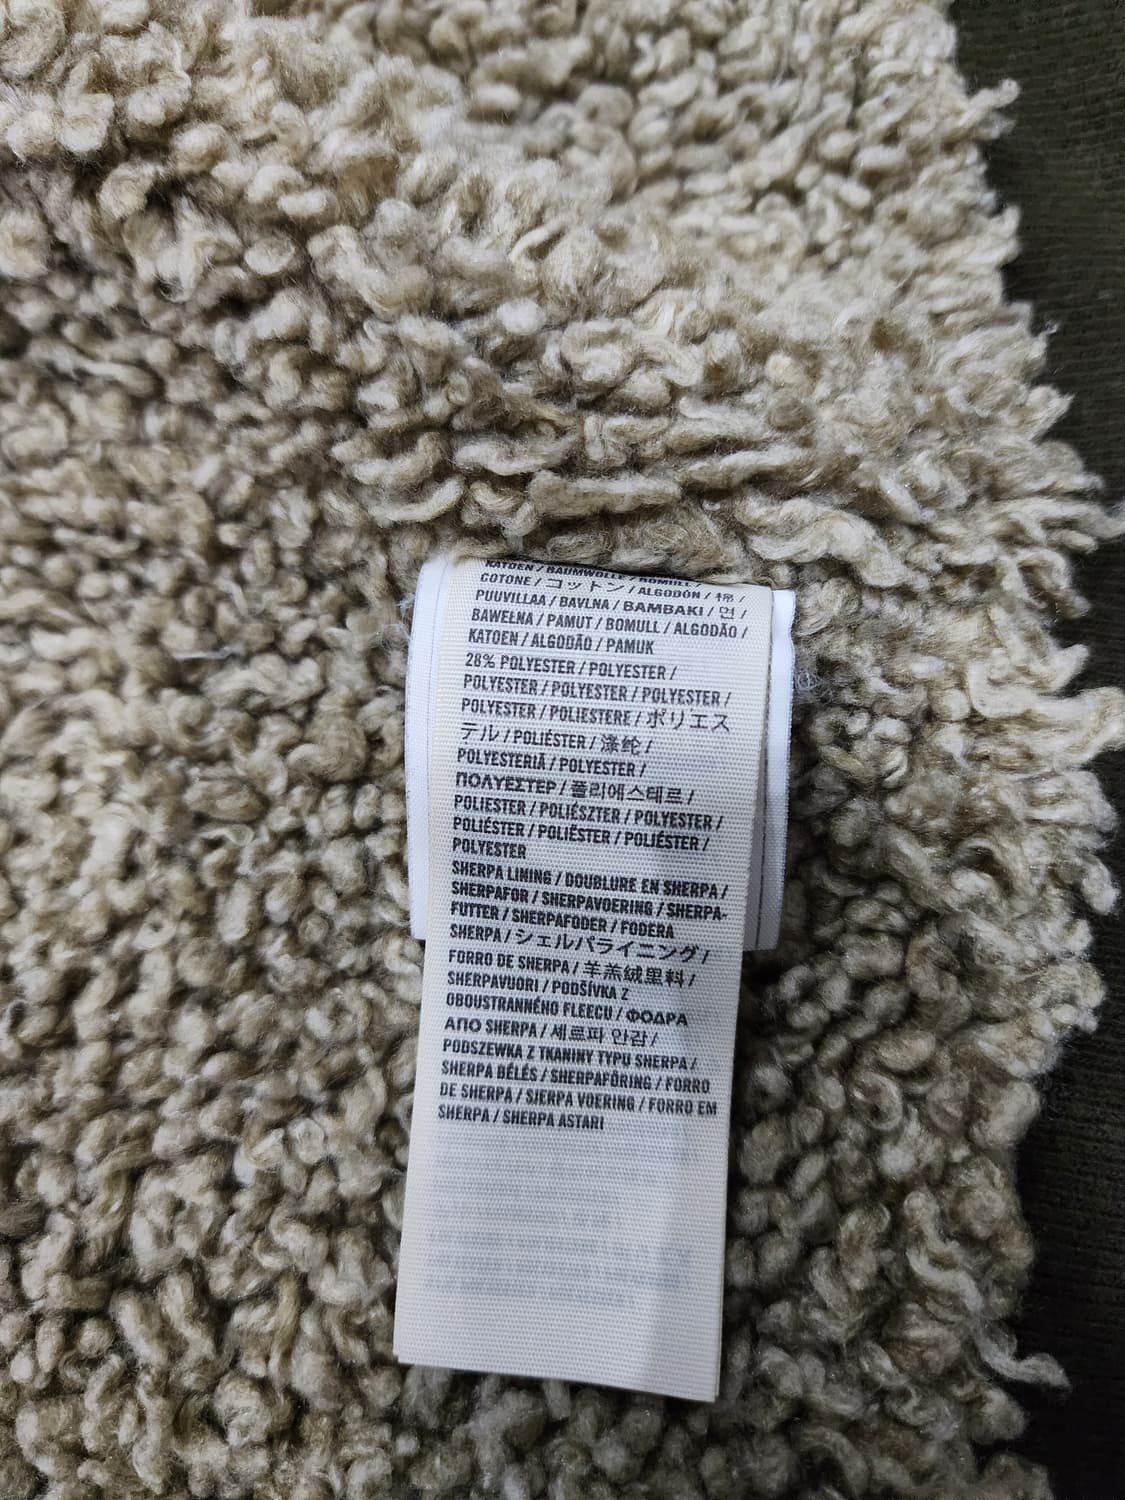 KATOEN / BAUMWOLLE / BOMULL /
COTONE / コットン / ALGODÓN / 棉 /
PUUVILLAA / BAVLNA / BAMBAKI / 면 /
BAWEŁNA / PAMUT / BOMULL / ALGODÃO /
KATOEN / ALGODÃO / PAMUK
28% POLYESTER / POLYESTER /
POLYESTER / POLYESTER / POLYESTER /
POLYESTER / POLIESTERE / ポリエス
テル / POLIÉSTER / 涤纶 /
POLYESTERIÄ / POLYESTER /
ΠΟΛΥΕΣΤΕΡ / 폴리에스테르 /
POLIESTER / POLIÉSZTER / POLYESTER /
POLIÉSTER / POLIËSTER / POLIÉSTER /
POLYESTER
SHERPA LINING / DOUBLURE EN SHERPA /
SHERPAFOR / SHERPAVOERING / SHERPA-
FUTTER / SHERPAFODER / FODERA
SHERPA / シェルパライニング /
FORRO DE SHERPA / 羊羔绒里料 /
SHERPAVUORI / PODŠÍVKA Z
OBOUSTRANNÉHO FLEECU / ΦΟΔΡΑ
ΑΠΟ SHERPA / 셰르파 안감 /
PODSZEWKA Z TKANINY TYPU SHERPA /
SHERPA BÉLÉS / SHERPAFÔRING / FORRO
DE SHERPA / SJERPA VOERING / FORRO EM
SHERPA / SHERPA ASTARI